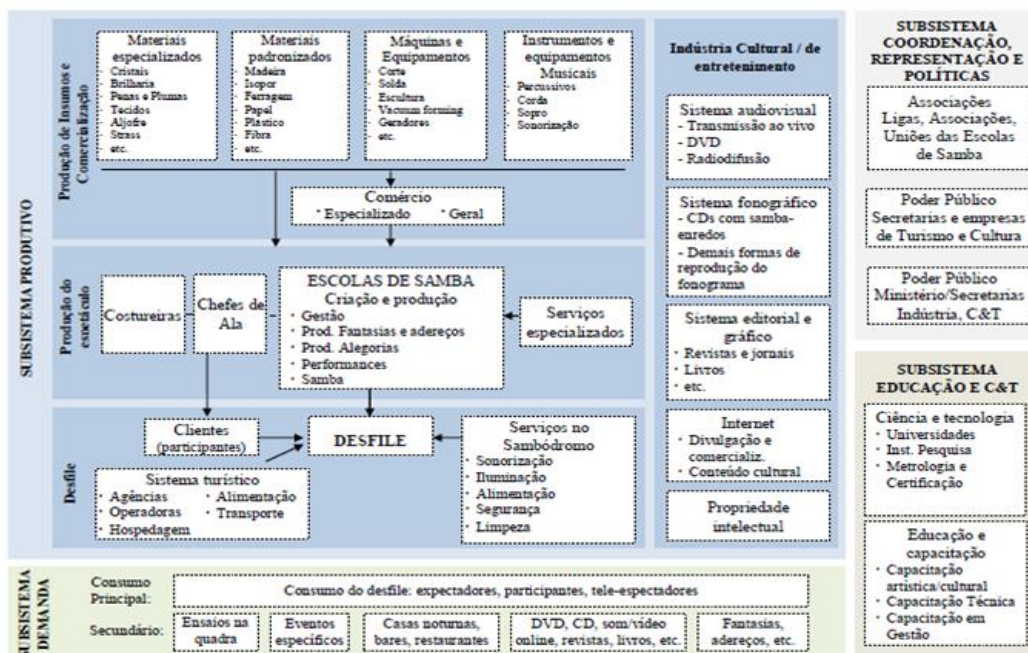 SUBSISTEMA PRODUTIVO
Produção de Insumos e
Comercialização
Materiais
especializados
- Cristais
- Brilharia
- Penas e Plumas
- Tecidos
- Aljofre
- Strass
- etc.
Materiais
padronizados
- Madeira
- Isopor
- Ferragem
- Papel
- Plástico
- Fibra
- etc.
Máquinas e
Equipamentos
- Corte
- Solda
- Escultura
- Vacuum forming
- Geradores
- etc.
Instrumentos e
equipamentos
Musicais
- Percussivos
- Corda
- Sopro
- Sonorização
Comércio
· Especializado · Geral
Produção do
espetáculo
Costureiras
Chefes de
Ala
ESCOLAS DE SAMBA
Criação e produção
· Gestão
· Prod. Fantasias e adereços
· Prod. Alegorias
· Performances
· Samba
Serviços
especializados
Desfile
Clientes
(participantes)
DESFILE
Serviços no
Sambódromo
· Sonorização
· Iluminação
· Alimentação
· Segurança
· Limpeza
Sistema turístico
· Agências · Alimentação
· Operadoras · Transporte
· Hospedagem
Indústria Cultural / de
entretenimento
Sistema audiovisual
- Transmissão ao vivo
- DVD
- Radiodifusão
Sistema fonográfico
- CDs com samba-
enredos
- Demais formas de
reprodução do
fonograma
Sistema editorial e
gráfico
· Revistas e jornais
· Livros
· etc.
Internet
· Divulgação e
comercializ.
· Conteúdo cultural
Propriedade
intelectual
SUBSISTEMA
COORDENAÇÃO,
REPRESENTAÇÃO E
POLÍTICAS
Associações
Ligas, Associações,
Uniões das Escolas
de Samba
Poder Público
Secretarias e empresas
de Turismo e Cultura
Poder Público
Ministério/Secretarias
Indústria, C&T
SUBSISTEMA
EDUCAÇÃO E C&T
Ciência e tecnologia
· Universidades
· Inst. Pesquisa
· Metrologia e
Certificação
Educação e
capacitação
· Capacitação
artística/cultural
· Capacitação Técnica
· Capacitação em
Gestão
SUBSISTEMA
DEMANDA
Consumo
Principal:
Consumo do desfile: expectadores, participantes, tele-espectadores
Secundário:
Ensaios na
quadra
Eventos
específicos
Casas noturnas,
bares, restaurantes
DVD, CD, som/vídeo
online, revistas, livros, etc.
Fantasias,
adereços, etc.